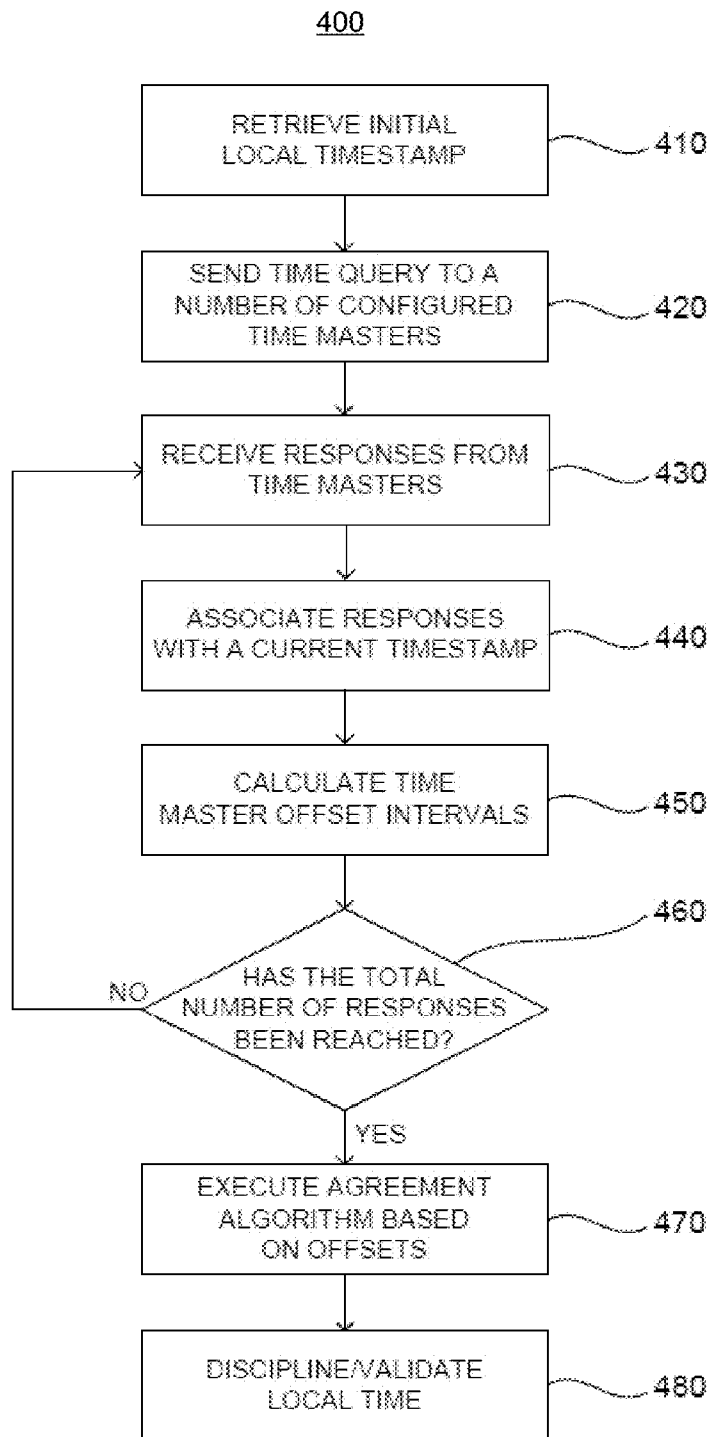 400
RETRIEVE INITIAL
LOCAL TIMESTAMP
410
SEND TIME QUERY TO A
NUMBER OF CONFIGURED
TIME MASTERS
420
RECEIVE RESPONSES FROM
TIME MASTERS
430
ASSOCIATE RESPONSES
WITH A CURRENT TIMESTAMP
440
CALCULATE TIME
MASTER OFFSET INTERVALS
450
460
HAS THE TOTAL
NUMBER OF RESPONSES
BEEN REACHED?
NO
YES
EXECUTE AGREEMENT
ALGORITHM BASED
ON OFFSETS
470
DISCIPLINE/VALIDATE
LOCAL TIME
480